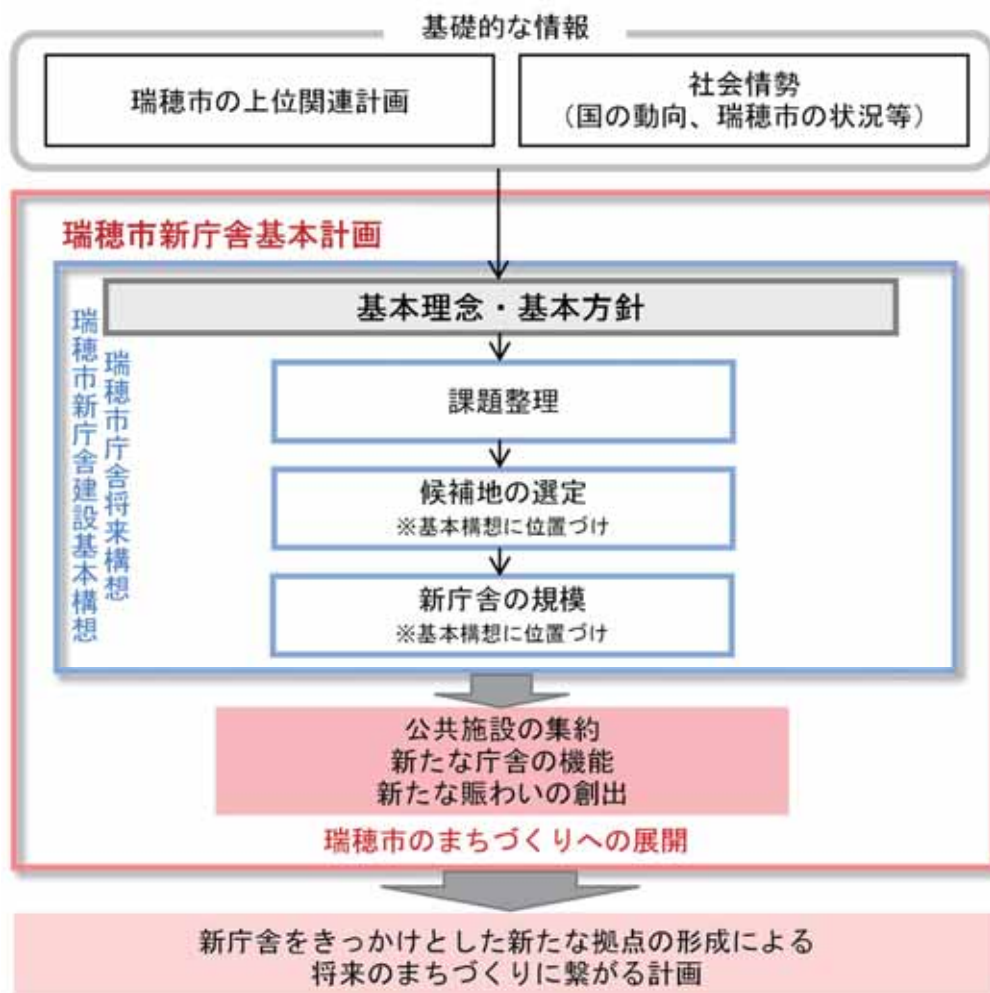 基礎的な情報
瑞穂市の上位関連計画
社会情勢
（国の動向、瑞穂市の状況等）
瑞穂市新庁舎基本計画
基本理念・基本方針
瑞穂市庁舎将来構想
瑞穂市新庁舎建設基本構想
課題整理
候補地の選定
※基本構想に位置づけ
新庁舎の規模
※基本構想に位置づけ
公共施設の集約
新たな庁舎の機能
新たな賑わいの創出
瑞穂市のまちづくりへの展開
新庁舎をきっかけとした新たな拠点の形成による
将来のまちづくりに繋がる計画